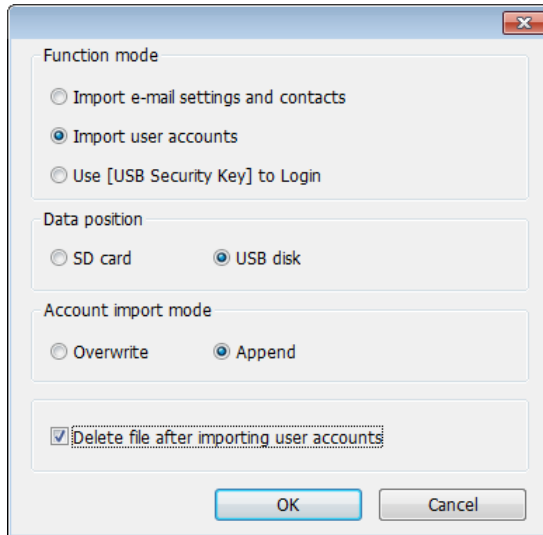 Function mode
Import e-mail settings and contacts
Import user accounts
Use [USB Security Key] to Login
Data position
SD card
USB disk
Account import mode
Overwrite
Append
Delete file after importing user accounts
OK
Cancel